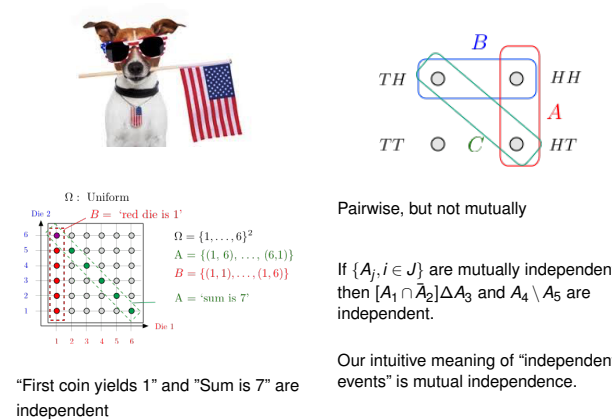 B
TH
HH
A
TT
C
HT
Ω : Uniform
Die 2
B = ‘red die is 1’
6
5
4
3
2
1
Ω = {1, . . . , 6}²
A = {(1, 6), . . . , (6,1)}
B = {(1, 1), . . . , (1, 6)}
A = ‘sum is 7’
Die 1
1 2 3 4 5 6
“First coin yields 1” and ”Sum is 7” are
independent
Pairwise, but not mutually
If {Aⱼ, i ∈ J} are mutually independen
then [A₁ ∩ Ā₂]ΔA₃ and A₄ \ A₅ are
independent.
Our intuitive meaning of “independen
events” is mutual independence.